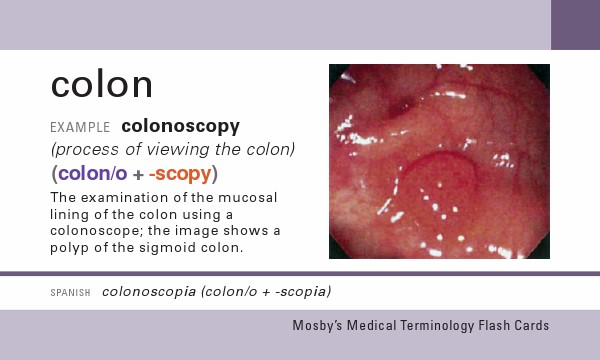 colon
EXAMPLE colonoscopy
(process of viewing the colon)
(colon/o + -scopy)
The examination of the mucosal
lining of the colon using a
colonoscope; the image shows a
polyp of the sigmoid colon.
SPANISH colonoscopia (colon/o + -scopia)
Mosby's Medical Terminology Flash Cards